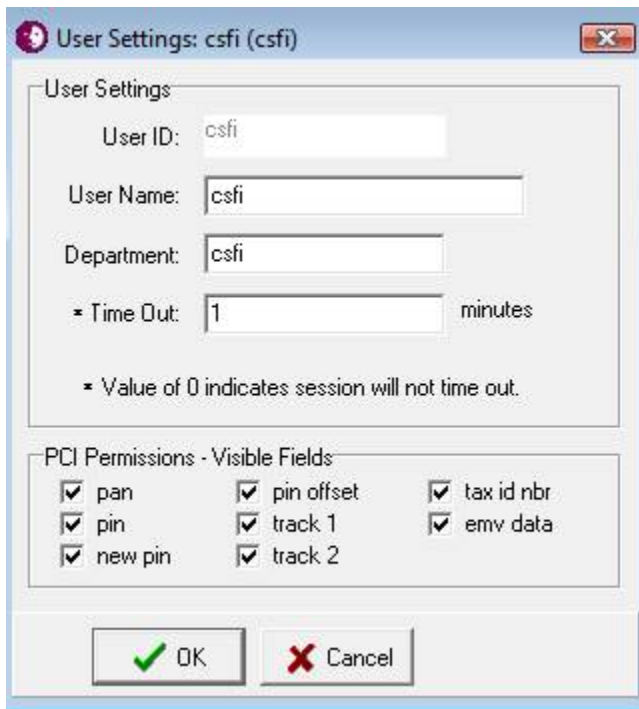 User Settings: csfi (csfi)
User Settings
User ID: csfi
User Name: csfi
Department: csfi
* Time Out: 1 minutes
* Value of 0 indicates session will not time out.
PCI Permissions - Visible Fields
pan pin offset tax id nbr
pin track 1 emv data
new pin track 2
OK Cancel